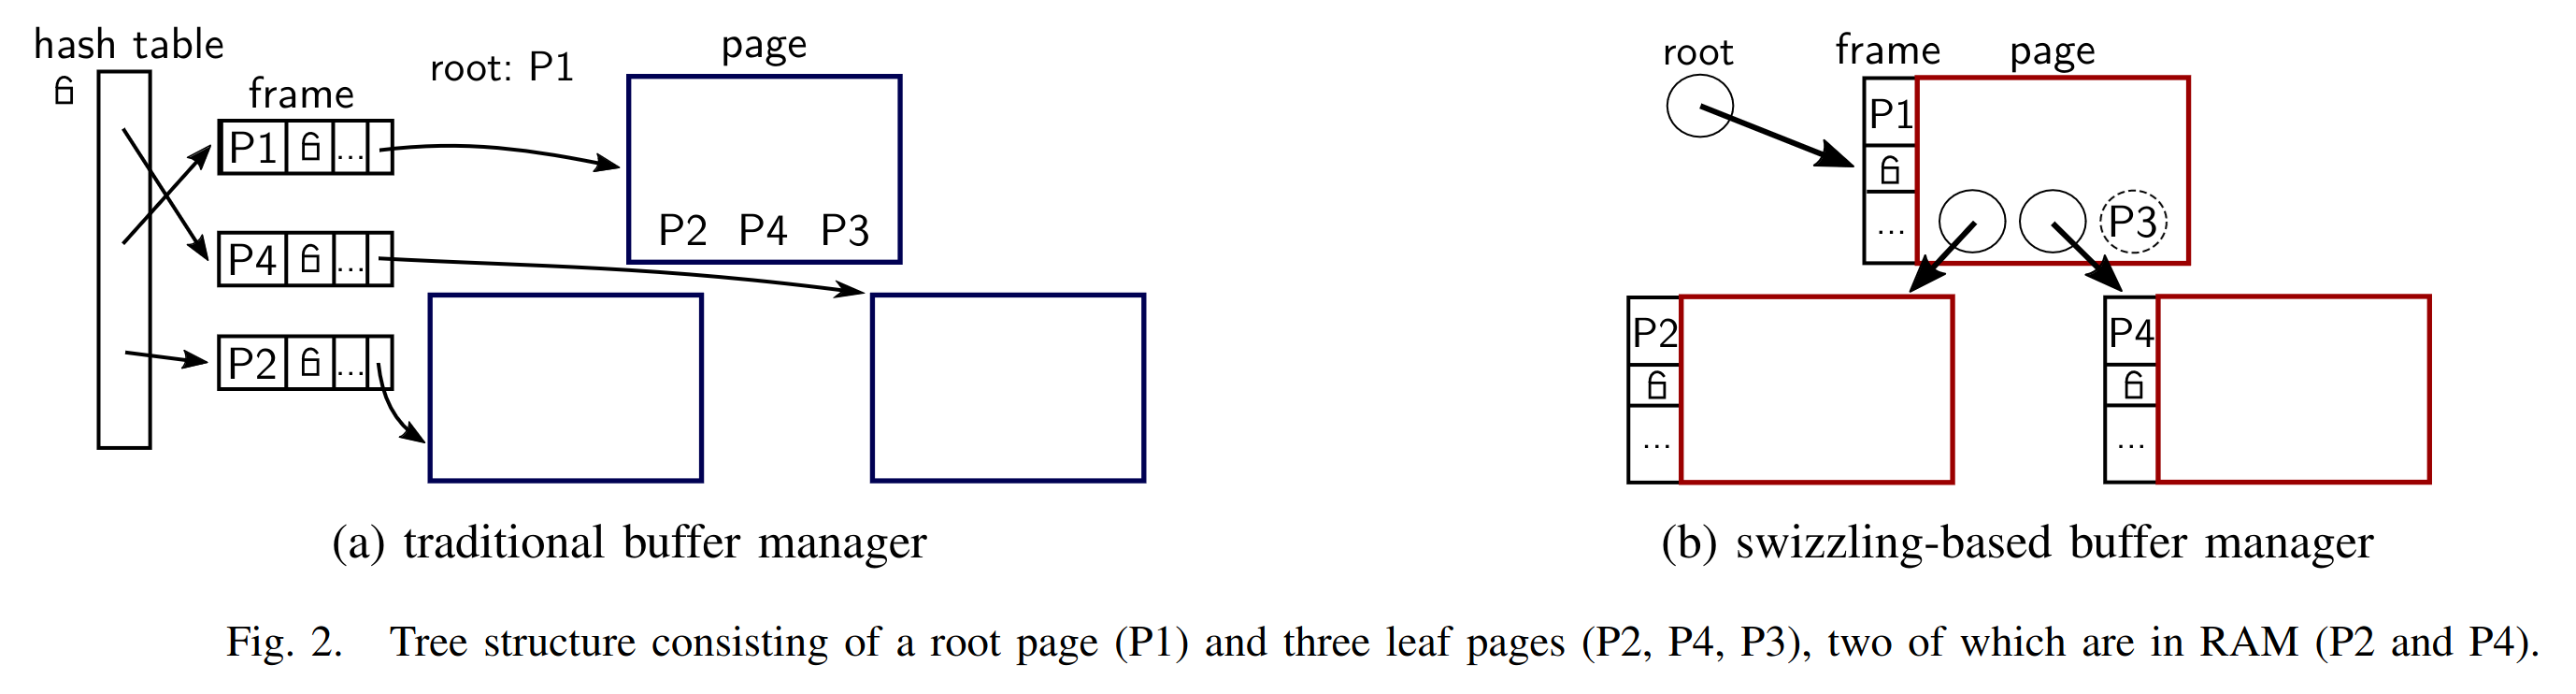 hash table
frame
root: P1
page
P1 ...
P2 P4 P3
P4 ...
P2 ...
(a) traditional buffer manager
root
frame
page
P1
...
P3
P2
...
P4
...
(b) swizzling-based buffer manager
Fig. 2. Tree structure consisting of a root page (P1) and three leaf pages (P2, P4, P3), two of which are in RAM (P2 and P4).